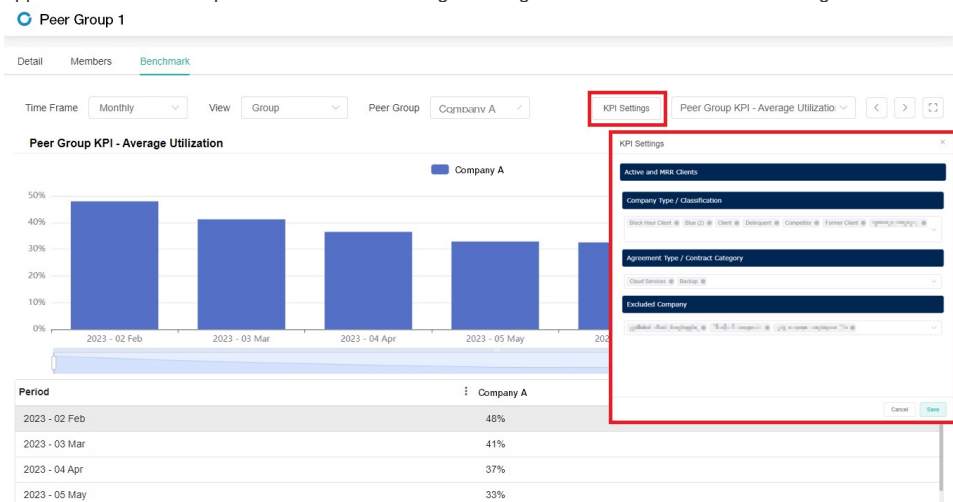 Peer Group 1
Detail Members Benchmark
Time Frame Monthly View Group Peer Group Company A KPI Settings Peer Group KPI - Average Utilizatio
Peer Group KPI - Average Utilization
Company A
50%
40%
30%
20%
10%
0%
2023 - 02 Feb 2023 - 03 Mar 2023 - 04 Apr 2023 - 05 May 202
KPI Settings
Active and MRR Clients
Company Type / Classification
Block Hour Client Blue (2) Client Delinquent Competitor Former Client
Agreement Type / Contract Category
Cloud Services Backup
Excluded Company
Cancel Save
Period Company A
2023 - 02 Feb 48%
2023 - 03 Mar 41%
2023 - 04 Apr 37%
2023 - 05 May 33%